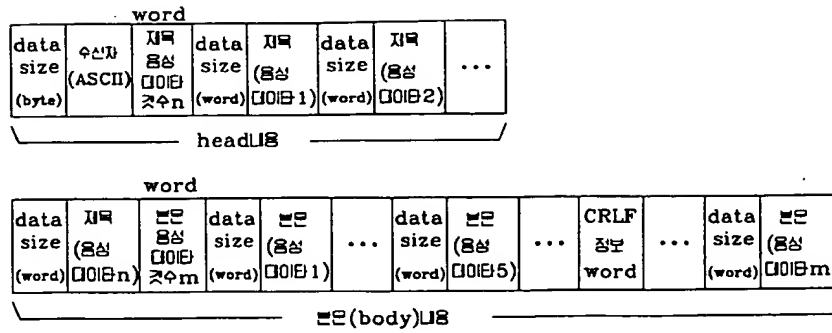 word
data size (byte)
수신자 (ASCII)
제목 음성 데이타 갯수n
data size (word)
제목 (음성 데이타1)
data size (word)
제목 (음성 데이타2)
...
head내용
word
data size (word)
제목 (음성 데이타n)
본문 음성 데이타 갯수m
data size (word)
본문 (음성 데이타1)
...
data size (word)
본문 (음성 데이타5)
...
CRLF 정보 word
...
data size (word)
본문 (음성 데이타m)
본문(body)내용